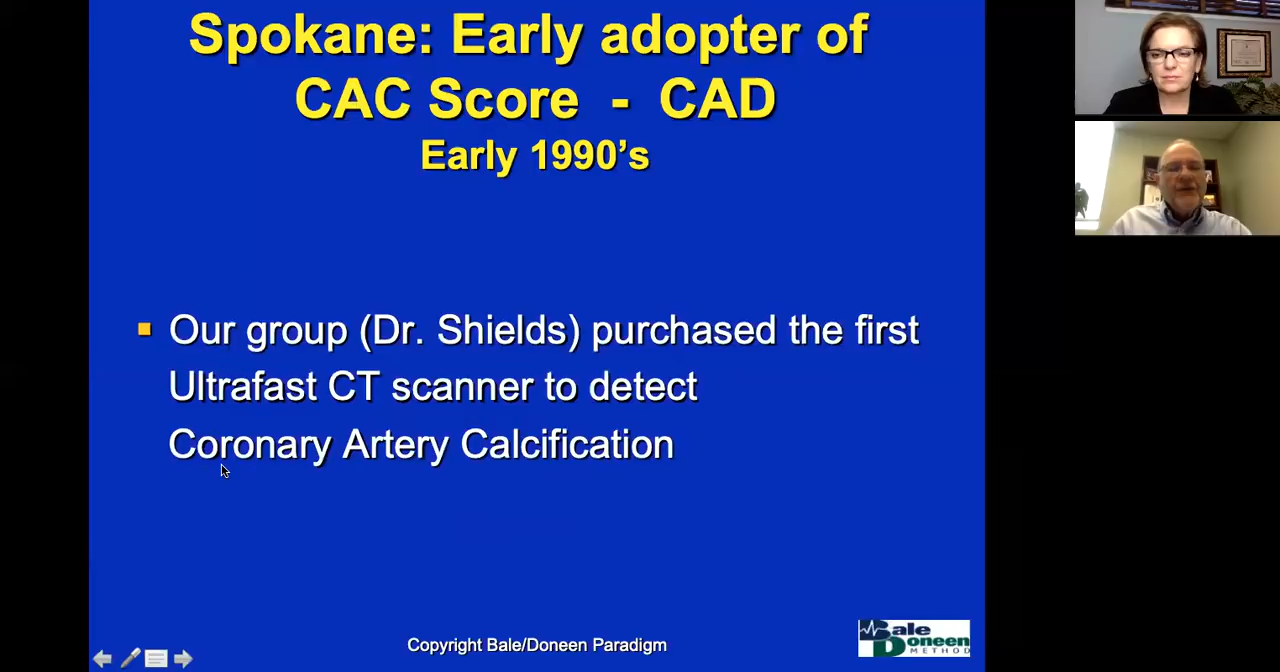 Spokane: Early adopter of
CAC Score - CAD
Early 1990's
Our group (Dr. Shields) purchased the first
Ultrafast CT scanner to detect
Coronary Artery Calcification
Copyright Bale/Doneen Paradigm
Bale
Doneen
METHOD